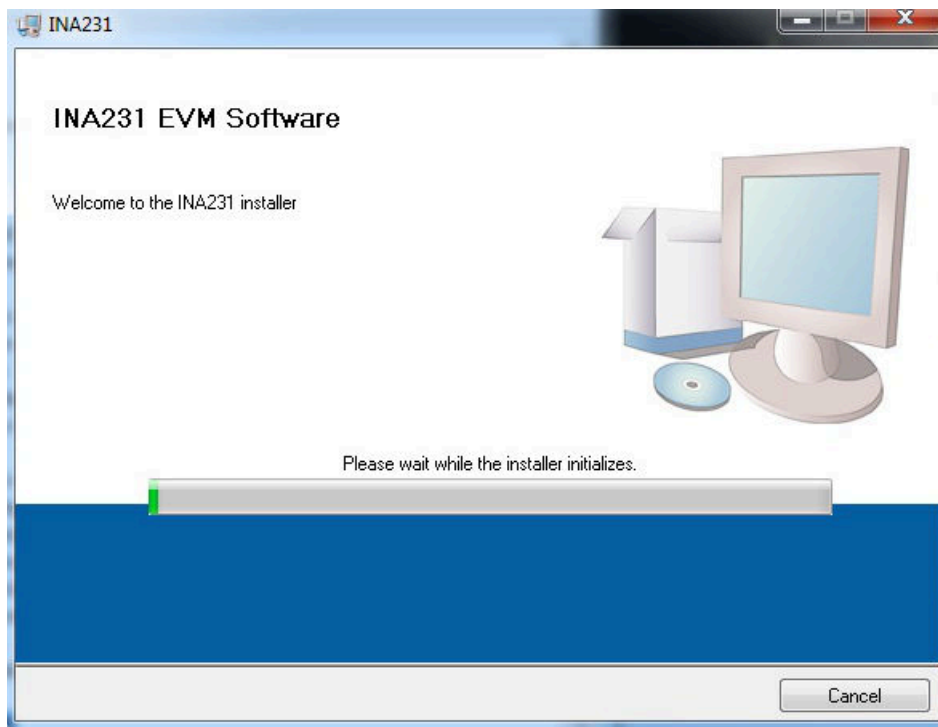 INA231
INA231 EVM Software
Welcome to the INA231 installer
Please wait while the installer initializes.
Cancel